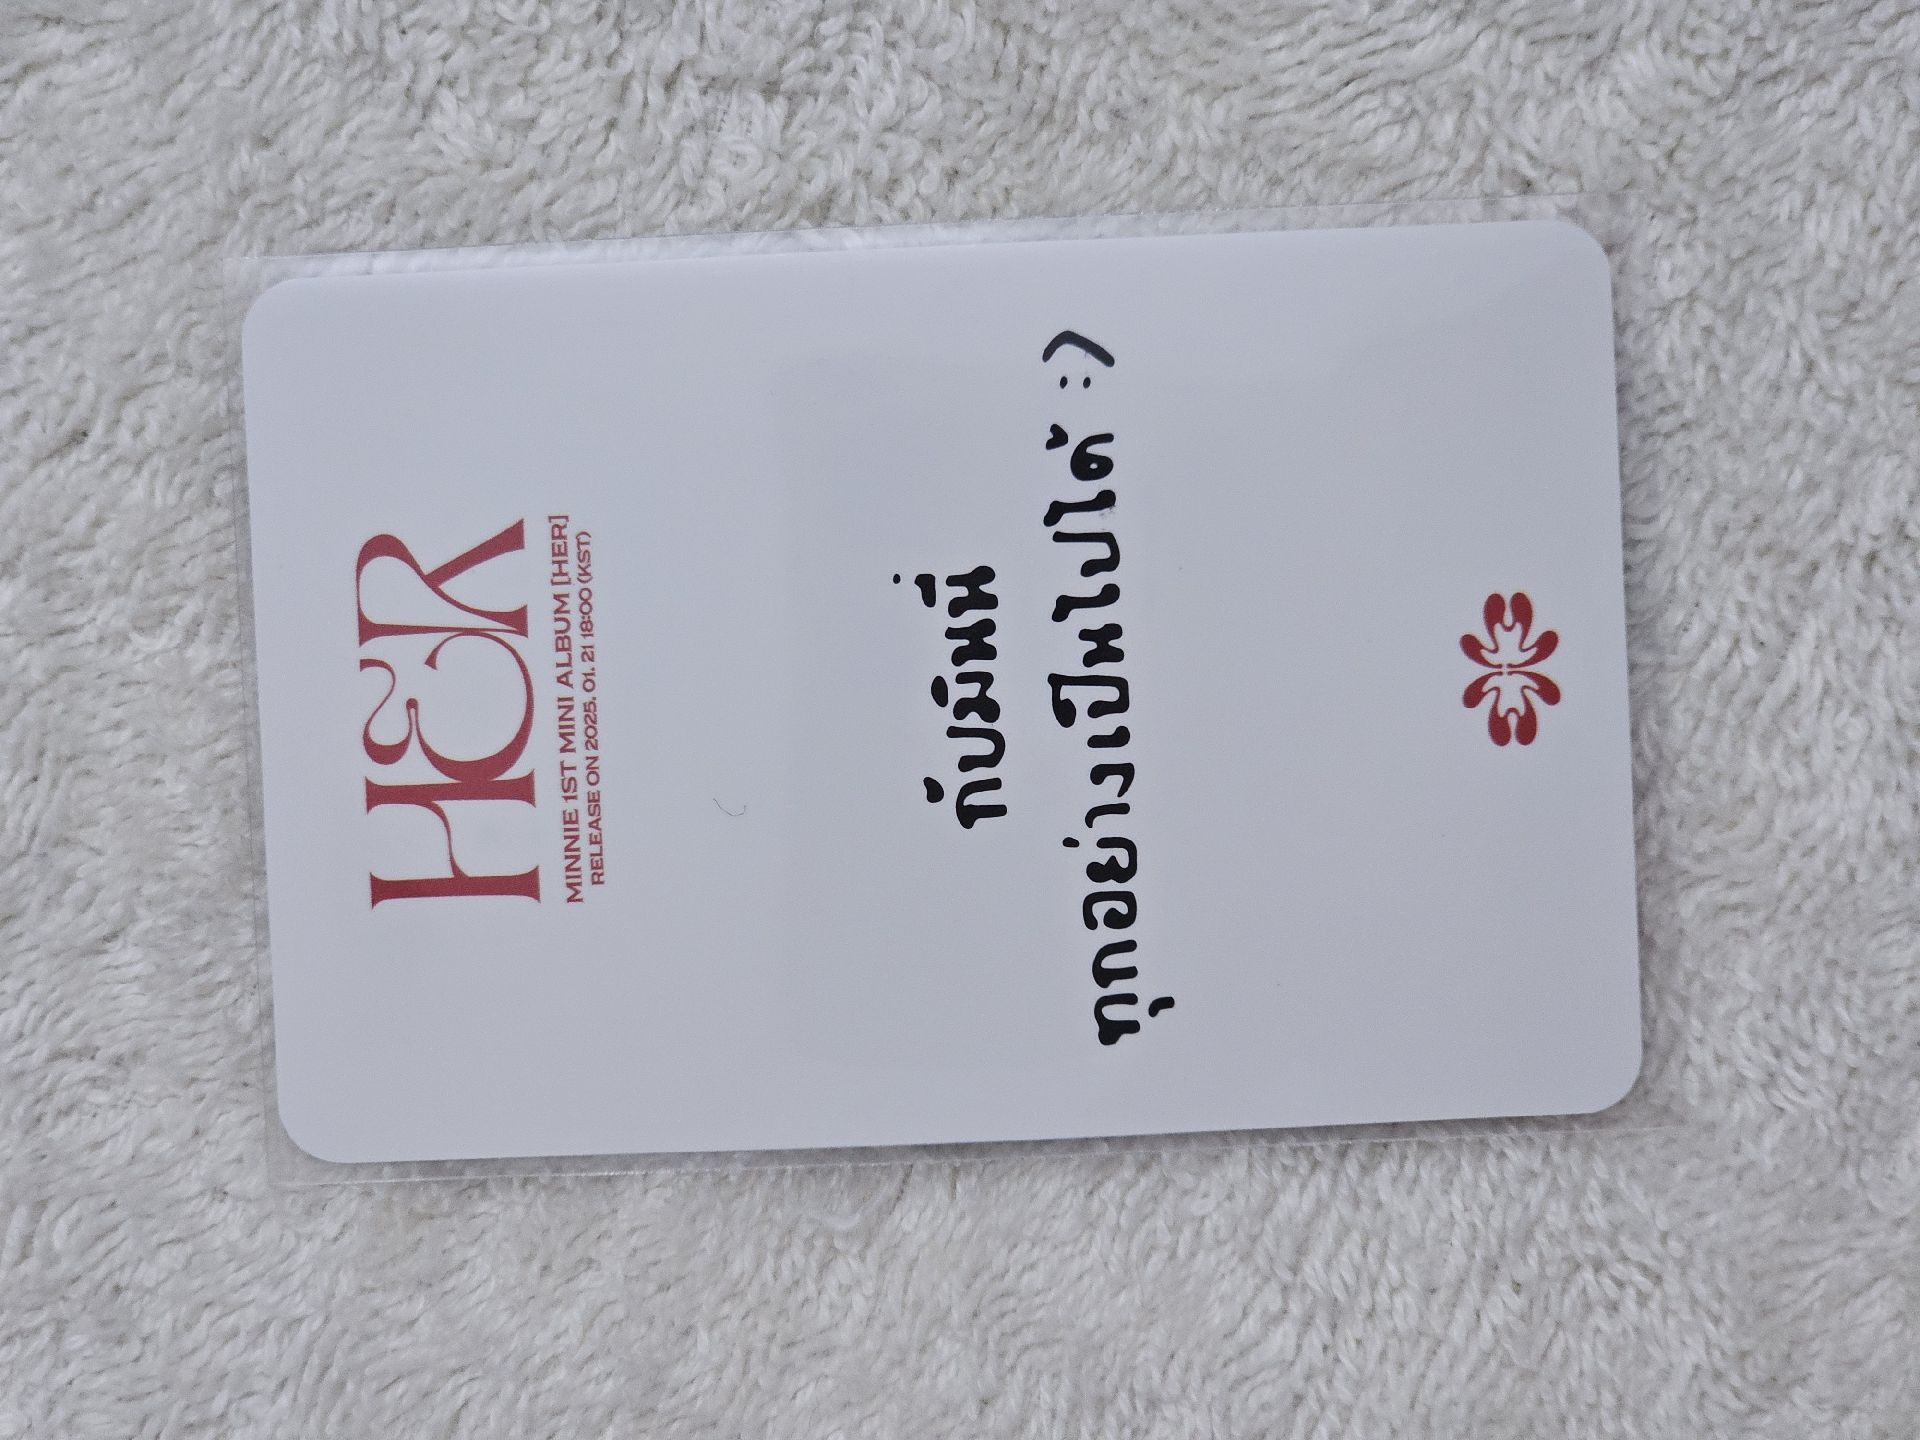 HER
MINNIE 1ST MINI ALBUM [HER]
RELEASE ON 2025. 01. 21 18:00 (KST)
กับมินนี่
ทุกอย่างเป็นไปได้ :)